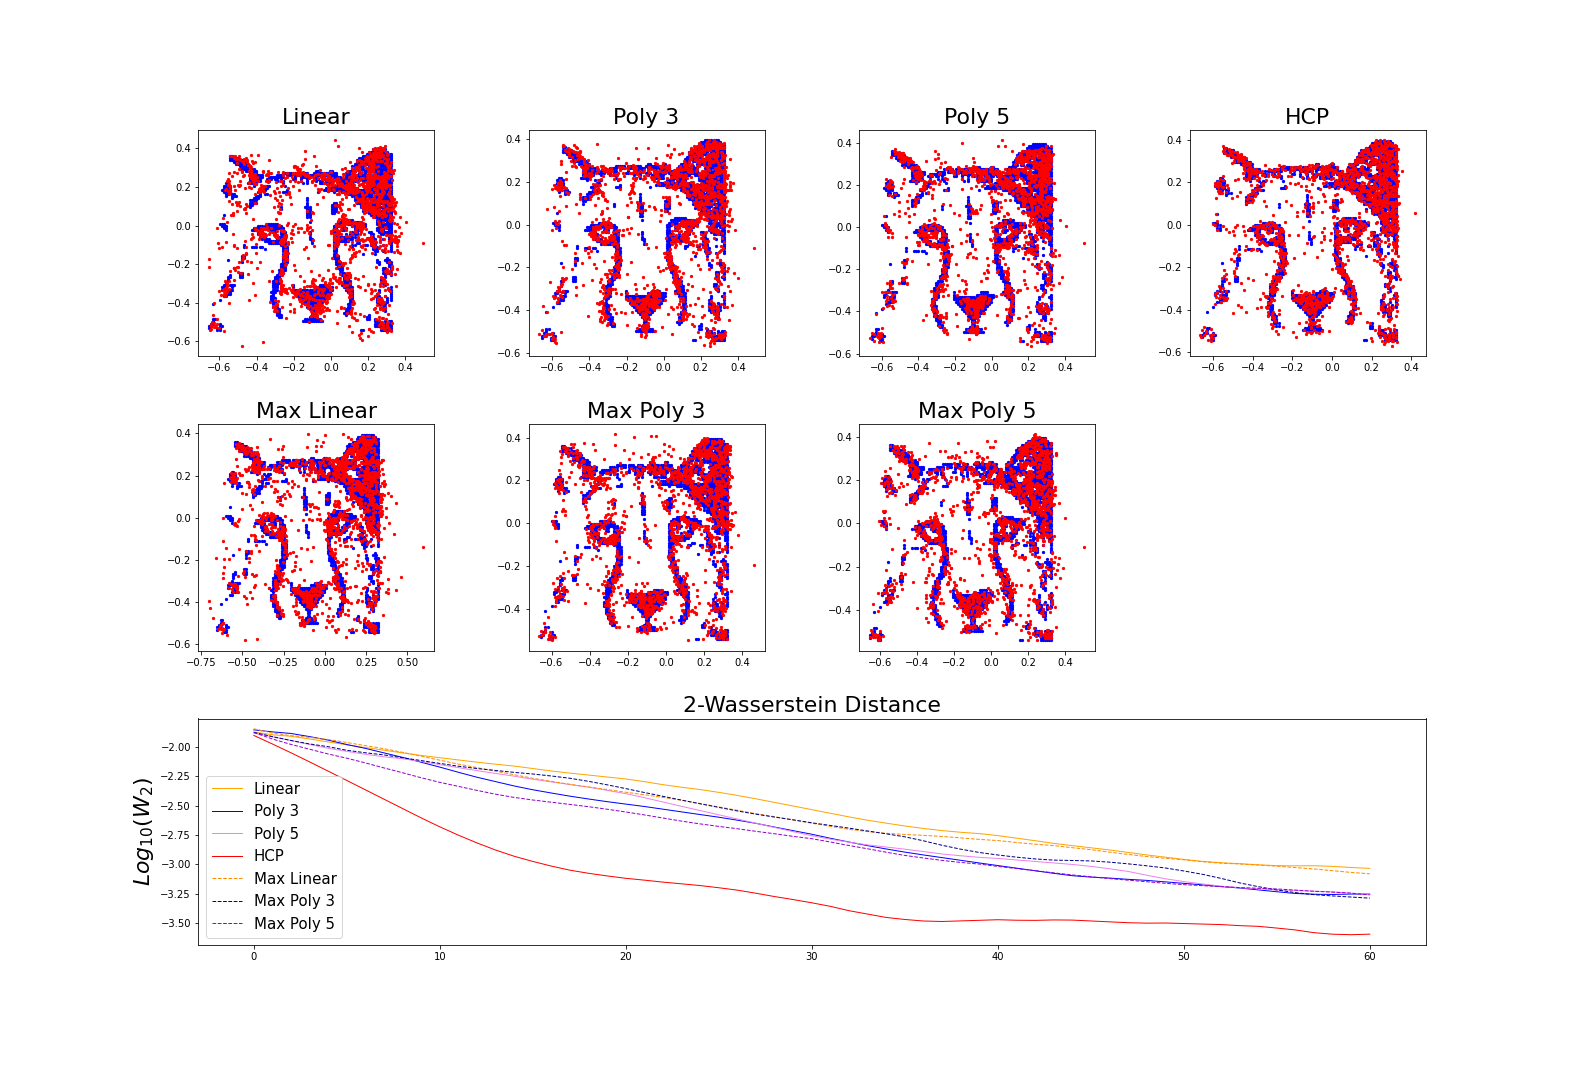 Linear Poly 3 Poly 5 HCP
0.4 0.4 0.4 0.4
0.2 0.2 0.2 0.2
0.0 0.0 0.0 0.0
−0.2 −0.2 −0.2 −0.2
−0.4 −0.4 −0.4 −0.4
−0.6 −0.6 −0.6 −0.6
−0.6 −0.4 −0.2 0.0 0.2 0.4 −0.6 −0.4 −0.2 0.0 0.2 0.4 −0.6 −0.4 −0.2 0.0 0.2 0.4 −0.6 −0.4 −0.2 0.0 0.2 0.4
Max Linear Max Poly 3 Max Poly 5
0.4 0.4 0.4
0.2 0.2 0.2
0.0 0.0 0.0
−0.2 −0.2 −0.2
−0.4 −0.4 −0.4
−0.6
−0.75 −0.50 −0.25 0.00 0.25 0.50 −0.6 −0.4 −0.2 0.0 0.2 0.4 −0.6 −0.4 −0.2 0.0 0.2 0.4
2-Wasserstein Distance
Log₁₀(W₂)
−2.00
−2.25
−2.50
−2.75
−3.00
−3.25
−3.50
Linear
Poly 3
Poly 5
HCP
Max Linear
Max Poly 3
Max Poly 5
0 10 20 30 40 50 60